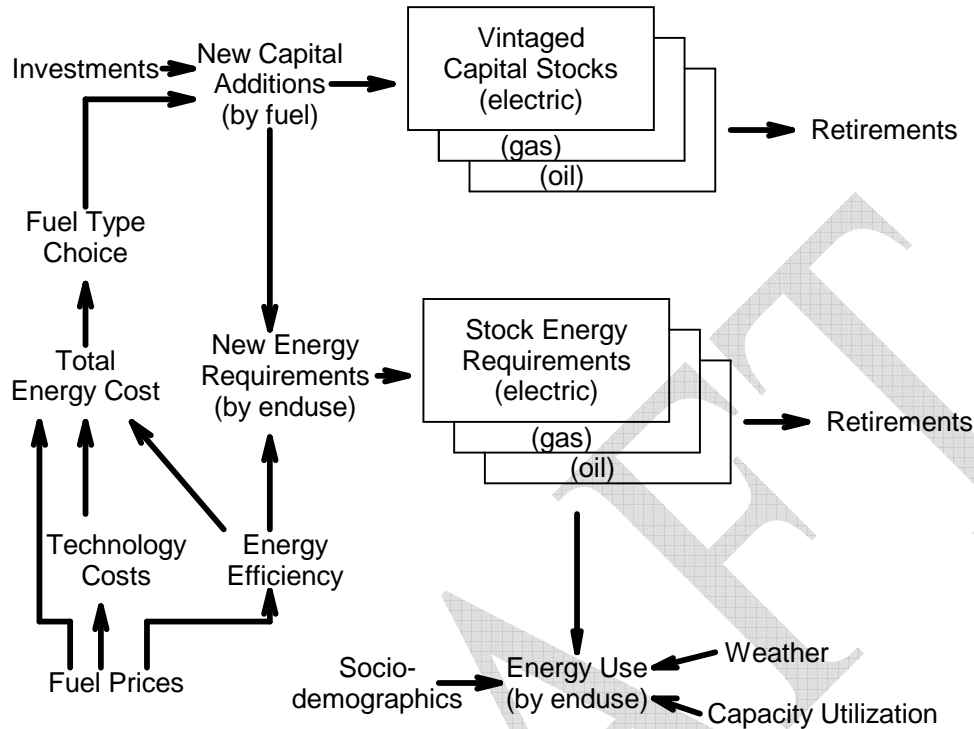 Investments
New Capital
Additions
(by fuel)
Vintaged
Capital Stocks
(electric)
(gas)
(oil)
Retirements
Fuel Type
Choice
Total
Energy Cost
New Energy
Requirements
(by enduse)
Stock Energy
Requirements
(electric)
(gas)
(oil)
Retirements
Technology
Costs
Energy
Efficiency
Fuel Prices
Socio-
demographics
Energy Use
(by enduse)
Weather
Capacity Utilization
AFT